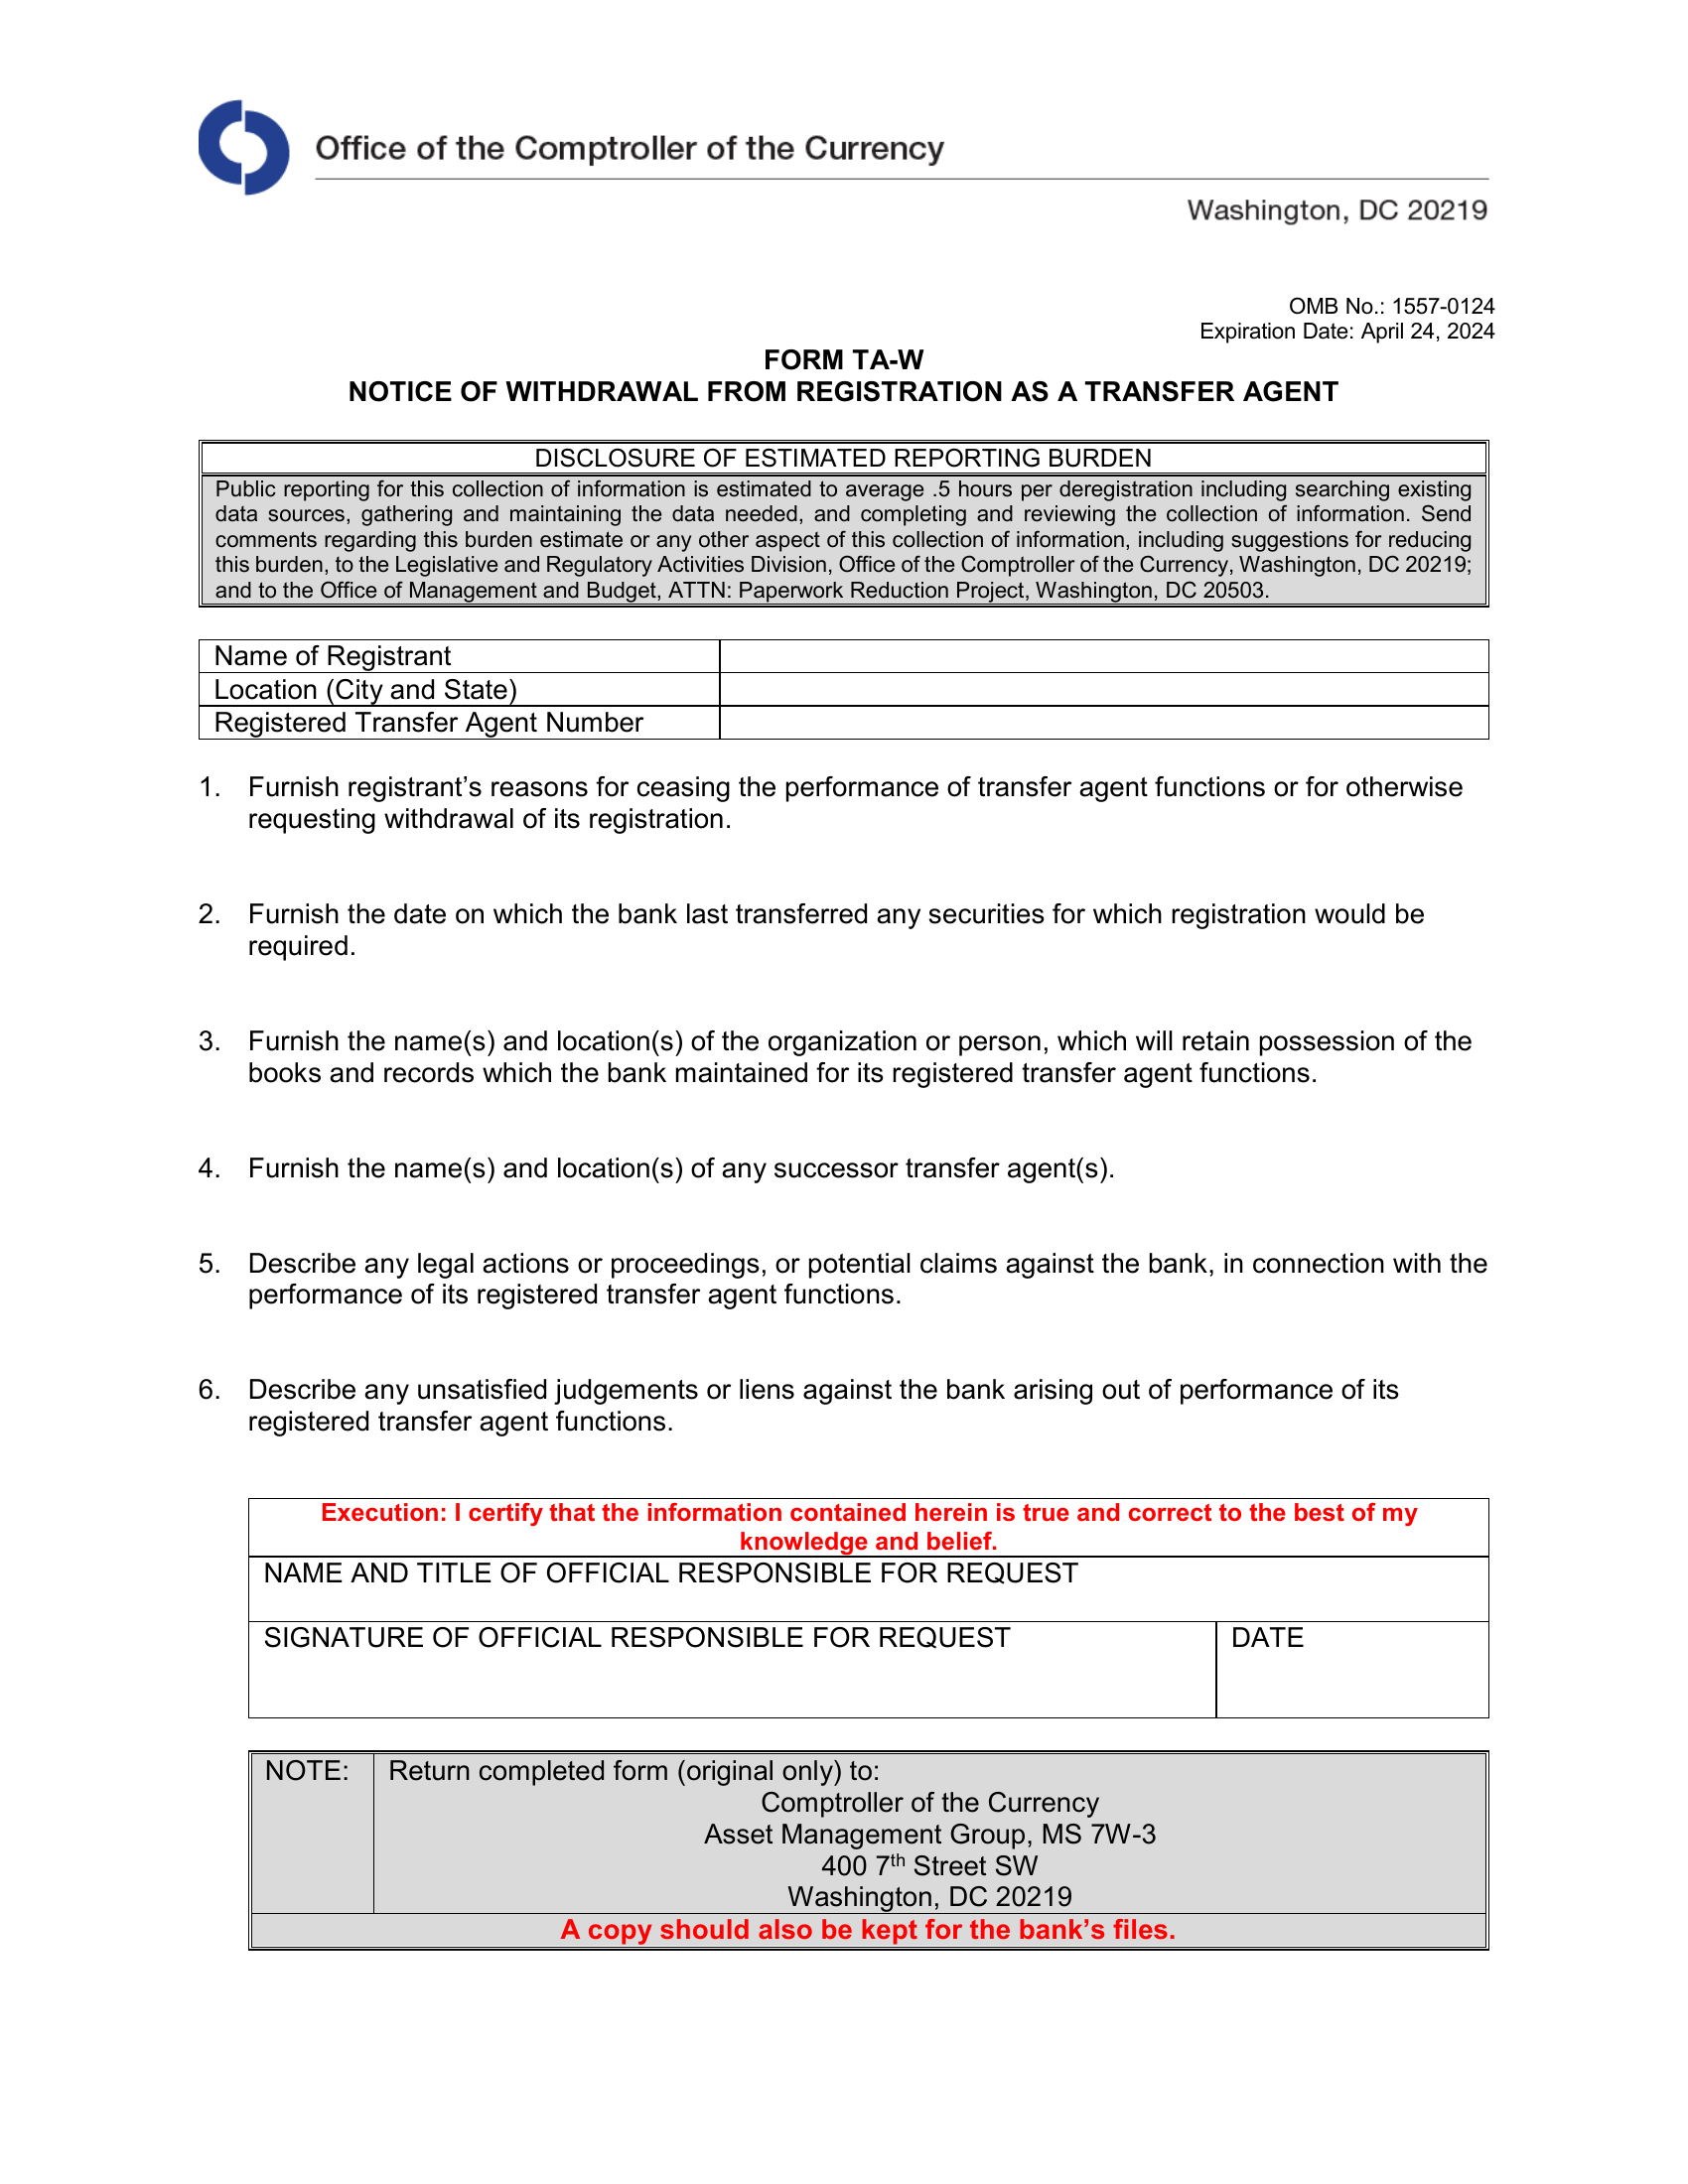 Office of the Comptroller of the Currency
Washington, DC 20219
OMB No.: 1557-0124
Expiration Date: April 24, 2024
FORM TA-W
NOTICE OF WITHDRAWAL FROM REGISTRATION AS A TRANSFER AGENT
DISCLOSURE OF ESTIMATED REPORTING BURDEN
Public reporting for this collection of information is estimated to average .5 hours per deregistration including searching existing
data sources, gathering and maintaining the data needed, and completing and reviewing the collection of information. Send
comments regarding this burden estimate or any other aspect of this collection of information, including suggestions for reducing
this burden, to the Legislative and Regulatory Activities Division, Office of the Comptroller of the Currency, Washington, DC 20219;
and to the Office of Management and Budget, ATTN: Paperwork Reduction Project, Washington, DC 20503.
Name of Registrant
Location (City and State)
Registered Transfer Agent Number
1. Furnish registrant’s reasons for ceasing the performance of transfer agent functions or for otherwise
requesting withdrawal of its registration.
2. Furnish the date on which the bank last transferred any securities for which registration would be
required.
3. Furnish the name(s) and location(s) of the organization or person, which will retain possession of the
books and records which the bank maintained for its registered transfer agent functions.
4. Furnish the name(s) and location(s) of any successor transfer agent(s).
5. Describe any legal actions or proceedings, or potential claims against the bank, in connection with the
performance of its registered transfer agent functions.
6. Describe any unsatisfied judgements or liens against the bank arising out of performance of its
registered transfer agent functions.
Execution: I certify that the information contained herein is true and correct to the best of my
knowledge and belief.
NAME AND TITLE OF OFFICIAL RESPONSIBLE FOR REQUEST
SIGNATURE OF OFFICIAL RESPONSIBLE FOR REQUEST DATE
NOTE: Return completed form (original only) to:
Comptroller of the Currency
Asset Management Group, MS 7W-3
400 7th Street SW
Washington, DC 20219
A copy should also be kept for the bank’s files.